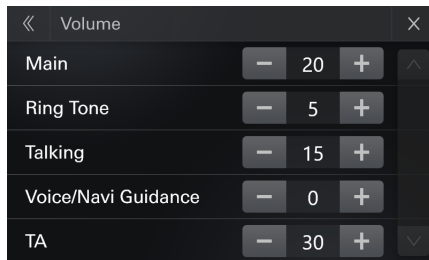 Volume
Main 20
Ring Tone 5
Talking 15
Voice/Navi Guidance 0
TA 30